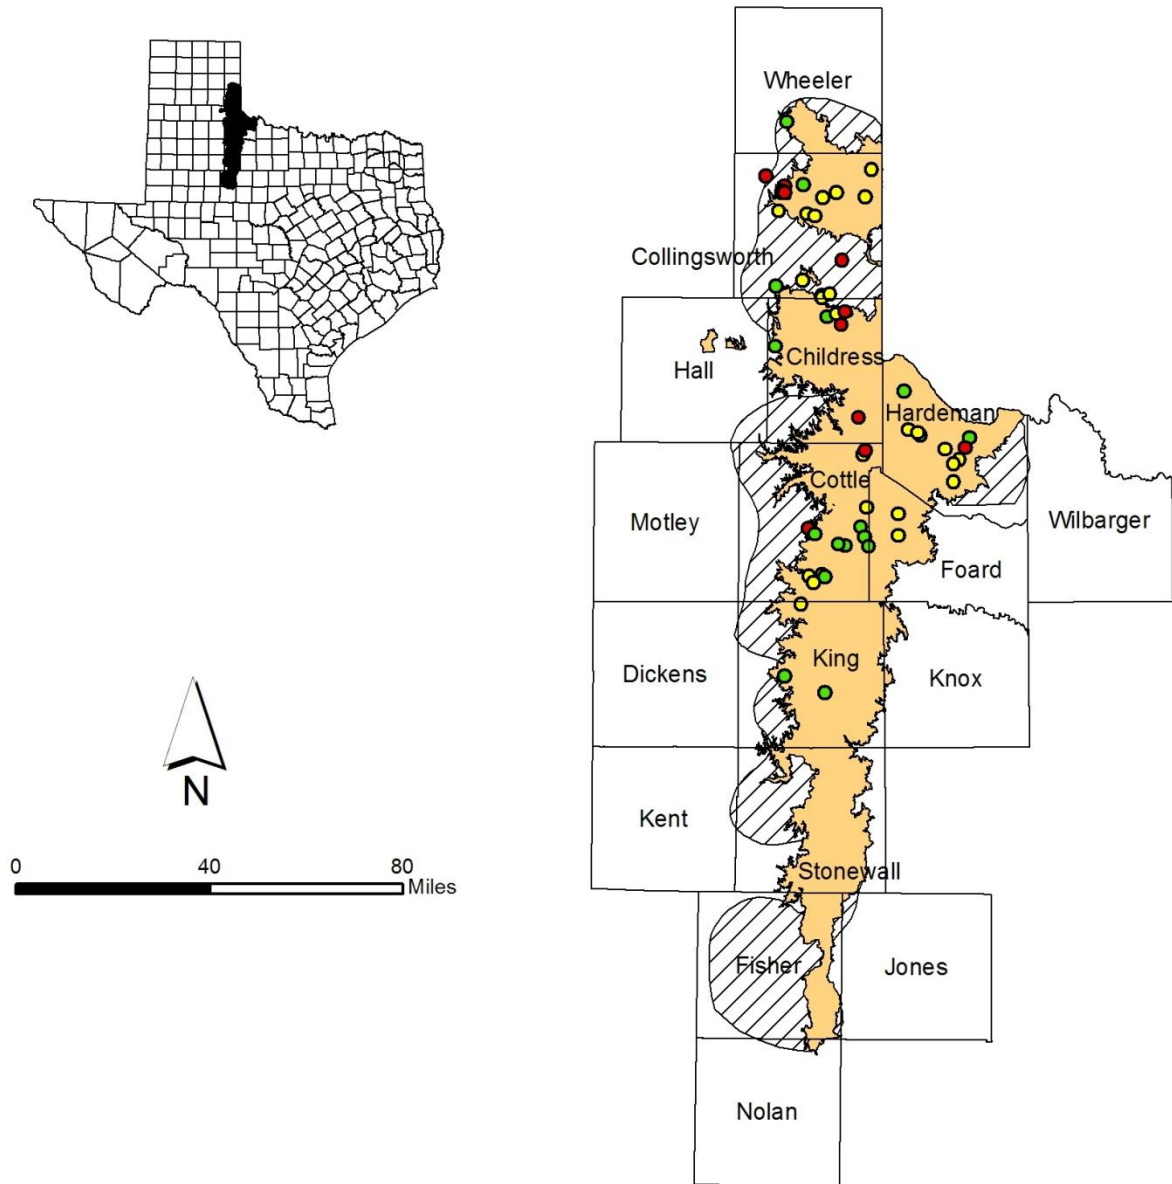 Wheeler
Collingsworth
Hall
Childress
Hardeman
Motley
Cottle
Wilbarger
Foard
Dickens
King
Knox
N
Kent
0 40 80
Miles
Stonewall
Fisher
Jones
Nolan